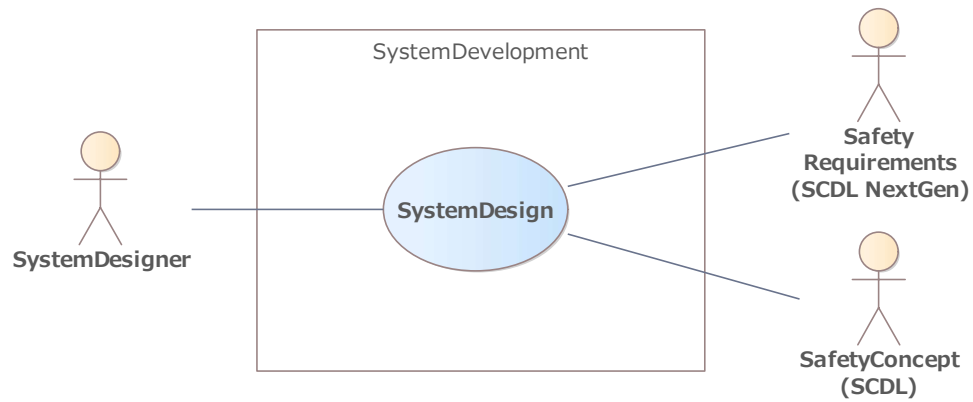 SystemDevelopment
SystemDesigner
SystemDesign
Safety
Requirements
(SCDL NextGen)
SafetyConcept
(SCDL)